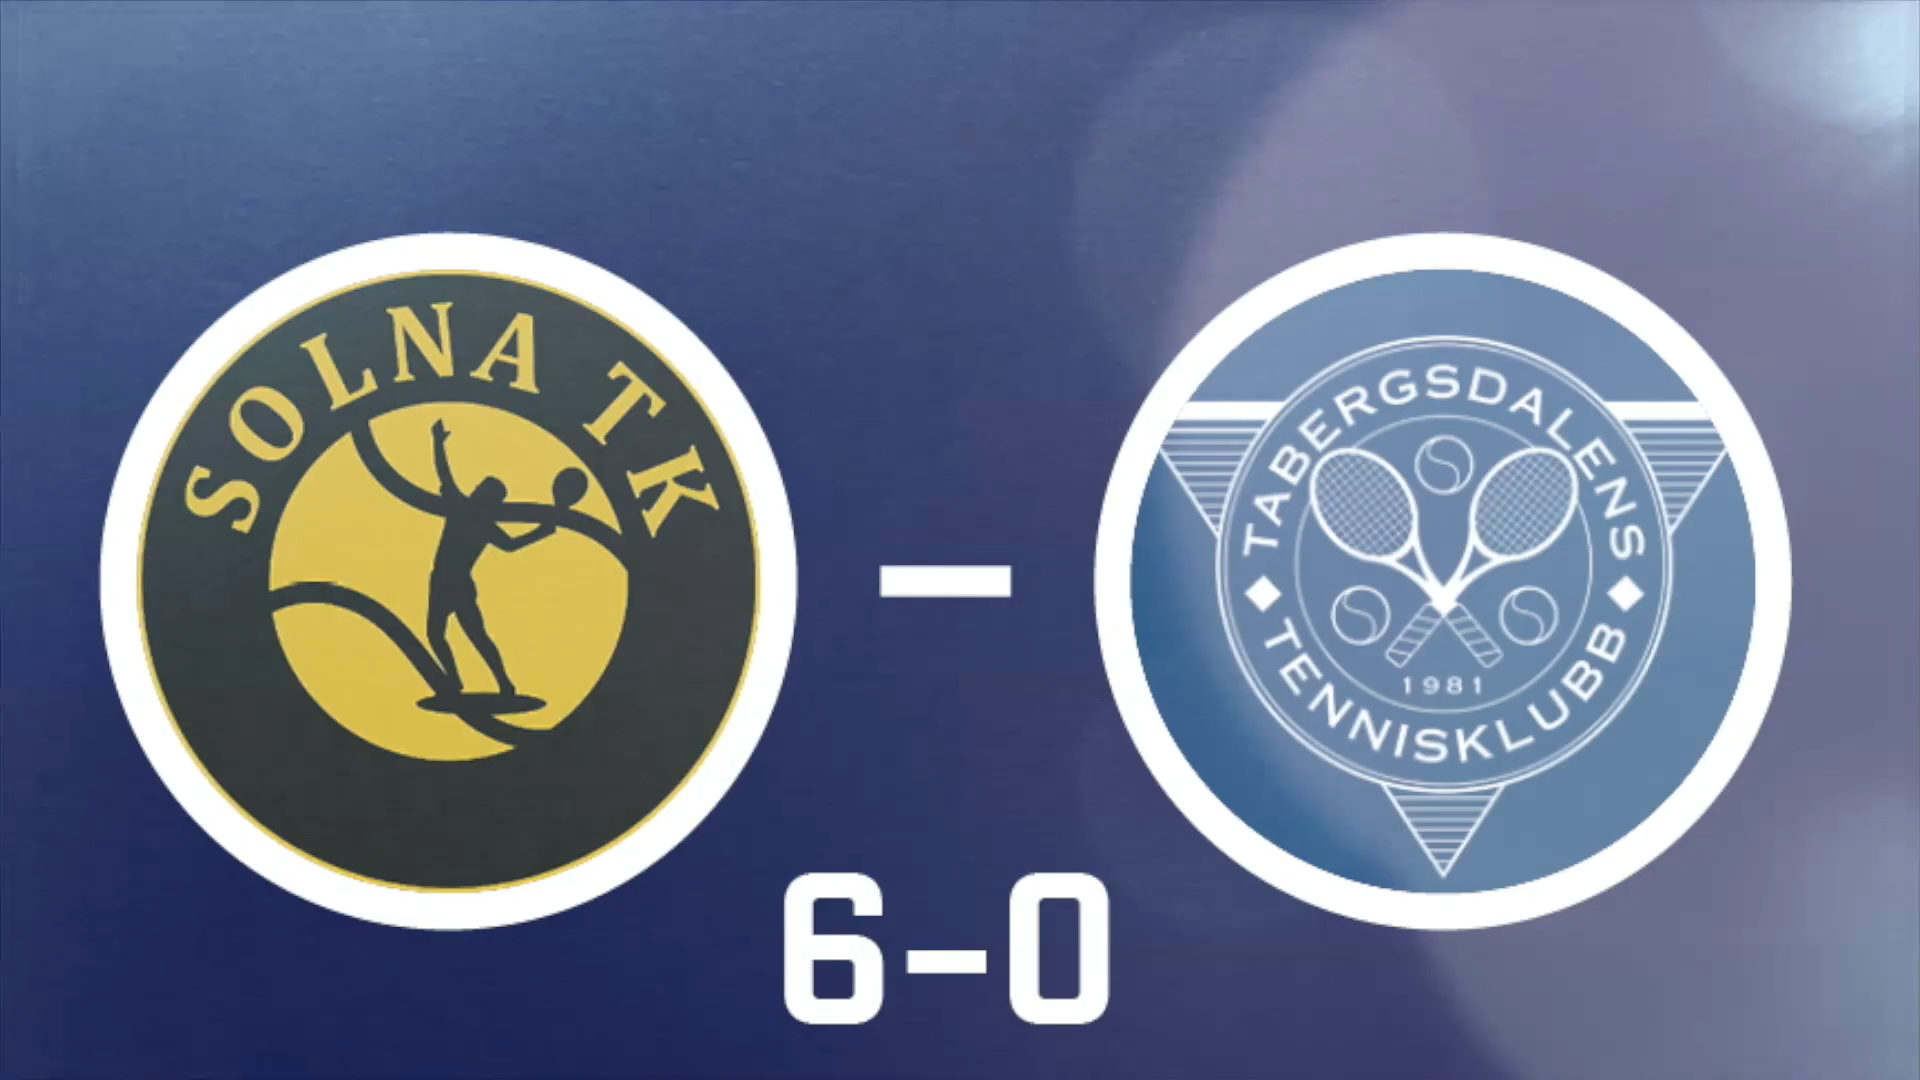 SOLNA TK
–
TABERGSDALENS
TENNISKLUBB
1981
6–0